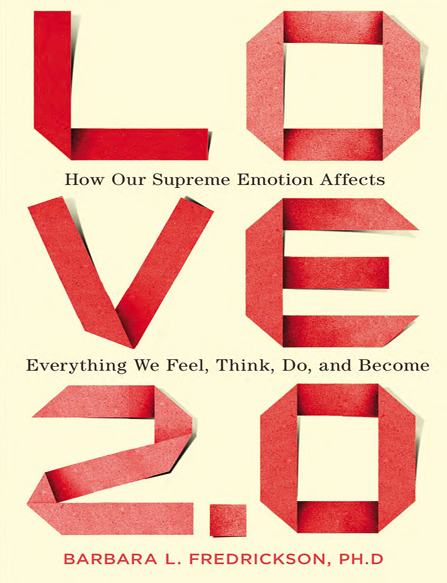 LO
How Our Supreme Emotion Affects
VE
Everything We Feel, Think, Do, and Become
2.0
BARBARA L. FREDRICKSON, PH.D